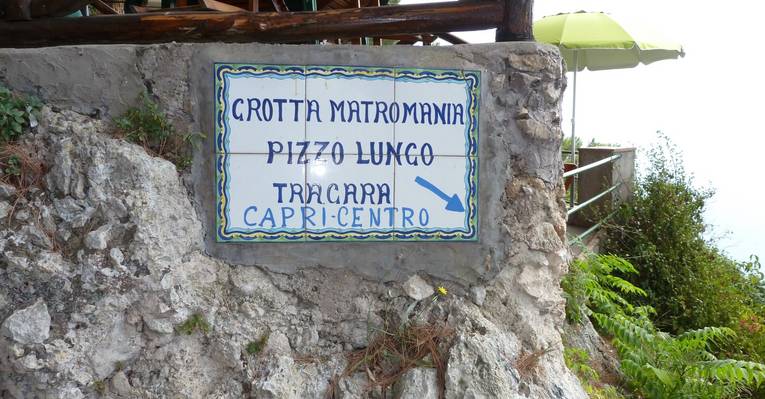 GROTTA MATROMANIA
PIZZO LUNGO
TRAGARA
CAPRI-CENTRO